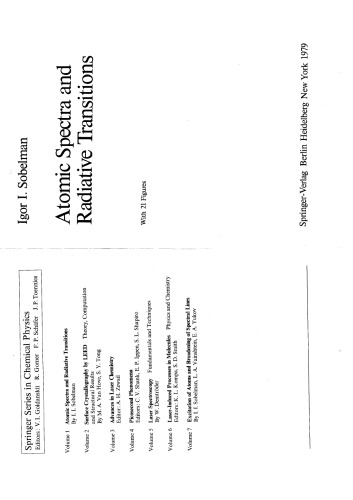 Springer Series in Chemical Physics
Editors: V. I. Goldanskii R. Gomer F. P. Schäfer J. P. Toennies
Volume 1 Atomic Spectra and Radiative Transitions
By I. I. Sobelman
Volume 2 Surface Crystallography by LEED Theory, Computation
and Structural Results
By M. A. Van Hove, S. Y. Tong
Volume 3 Advances in Laser Chemistry
Editor: A. H. Zewail
Volume 4 Picosecond Phenomena
Editors: C. V. Shank, E. P. Ippen, S. L. Shapiro
Volume 5 Laser Spectroscopy Fundamentals and Techniques
By W. Demtröder
Volume 6 Laser-Induced Processes in Molecules Physics and Chemistry
Editors: K. L. Kompa, S. D. Smith
Volume 7 Excitation of Atoms and Broadening of Spectral Lines
By I. I. Sobelman, L. A. Vainshtein, E. A. Yukov
Igor I. Sobelman
Atomic Spectra and
Radiative Transitions
With 21 Figures
Springer-Verlag Berlin Heidelberg New York 1979